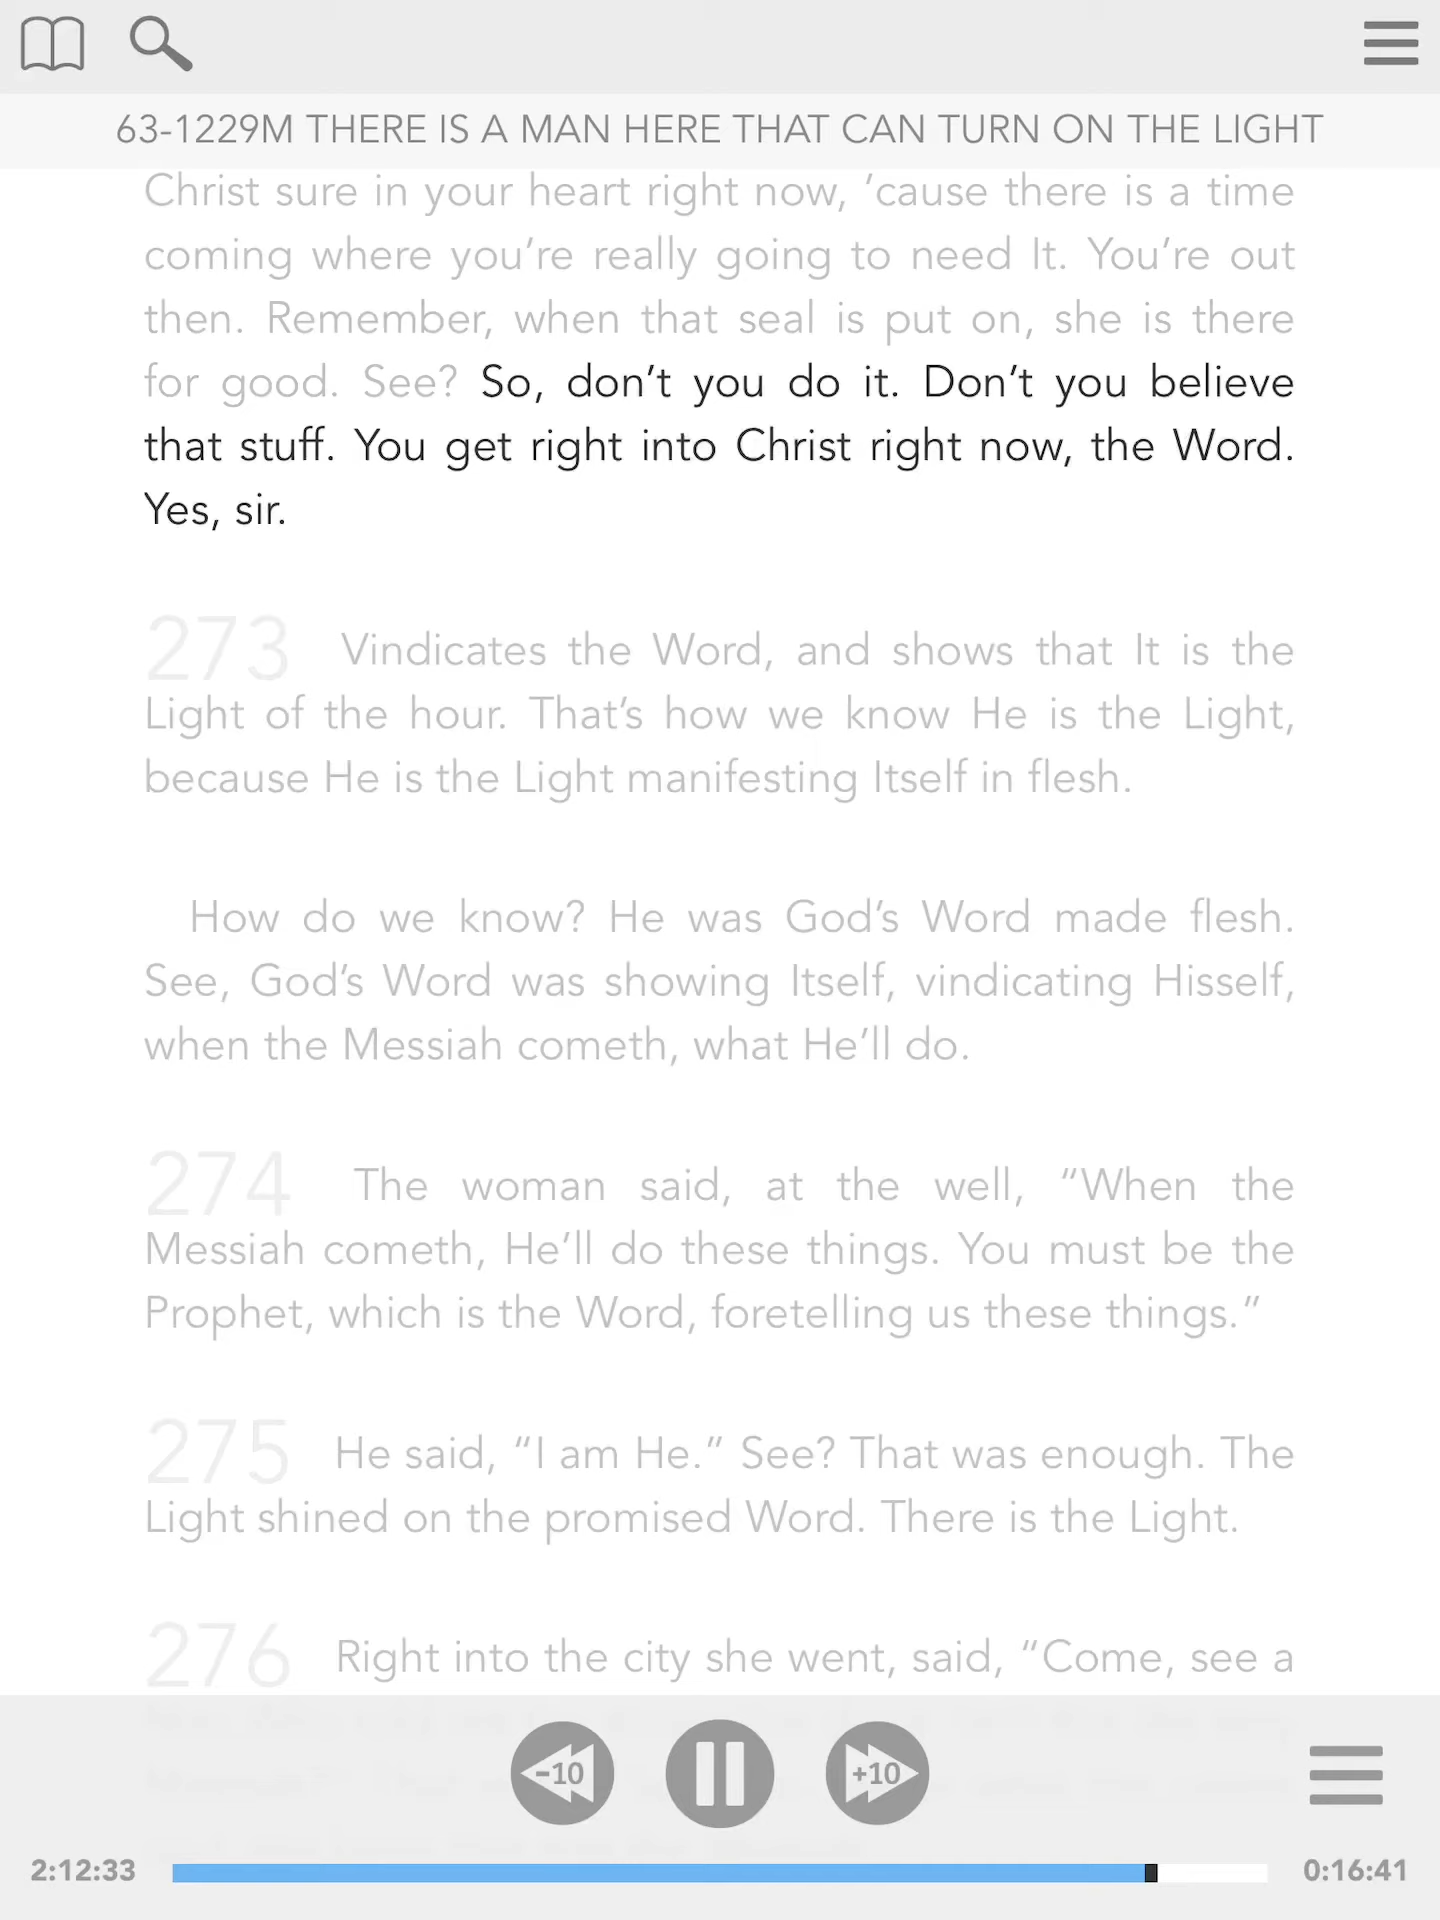 63-1229M THERE IS A MAN HERE THAT CAN TURN ON THE LIGHT
Christ sure in your heart right now, ’cause there is a time
coming where you’re really going to need It. You’re out
then. Remember, when that seal is put on, she is there
for good. See? So, don’t you do it. Don’t you believe
that stuff. You get right into Christ right now, the Word.
Yes, sir.
273 Vindicates the Word, and shows that It is the
Light of the hour. That’s how we know He is the Light,
because He is the Light manifesting Itself in flesh.
How do we know? He was God’s Word made flesh.
See, God’s Word was showing Itself, vindicating Hisself,
when the Messiah cometh, what He’ll do.
274 The woman said, at the well, “When the
Messiah cometh, He’ll do these things. You must be the
Prophet, which is the Word, foretelling us these things.”
275 He said, “I am He.” See? That was enough. The
Light shined on the promised Word. There is the Light.
276 Right into the city she went, said, “Come, see a
-10 +10
2:12:33 0:16:41